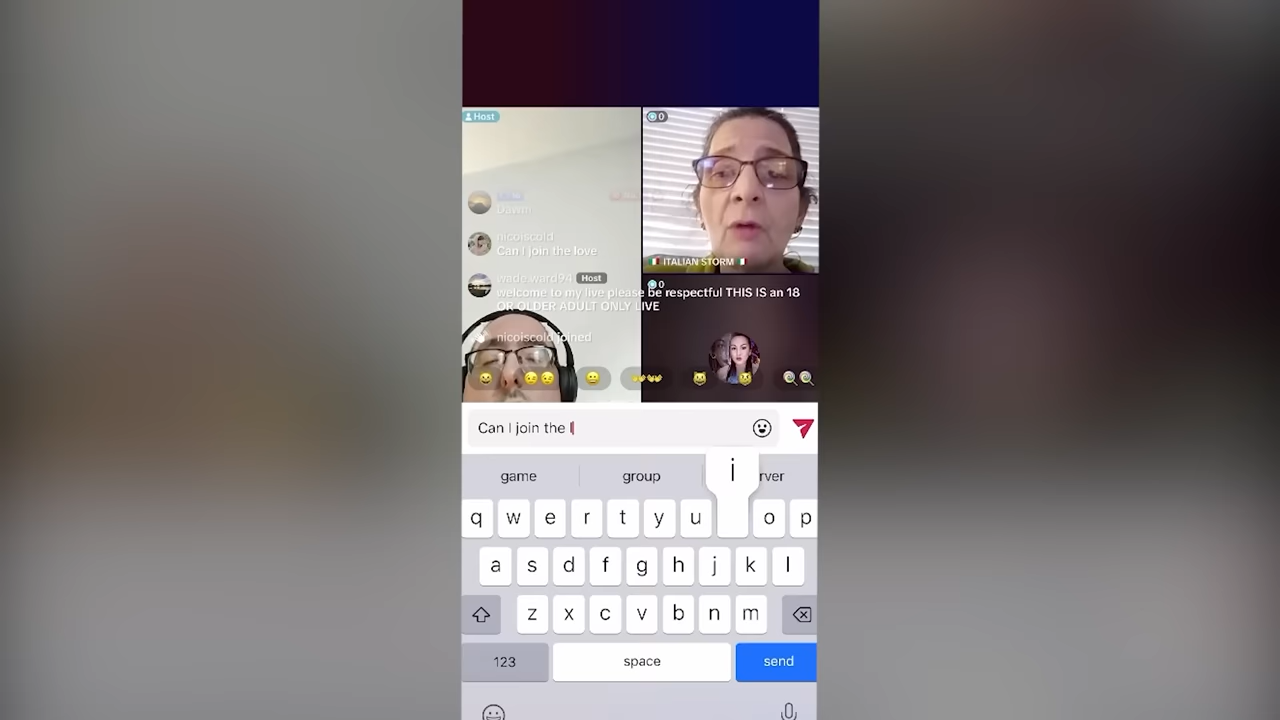 Host
0
Dawn
nicoiscold
Can I join the love
ITALIAN STORM
wade.ward94 Host
0
welcome to my live please be respectful THIS IS an 18
OR OLDER ADULT ONLY LIVE
nicoiscold joined
Can I join the l
game group rver
i
q w e r t y u o p
a s d f g h j k l
z x c v b n m
123 space send